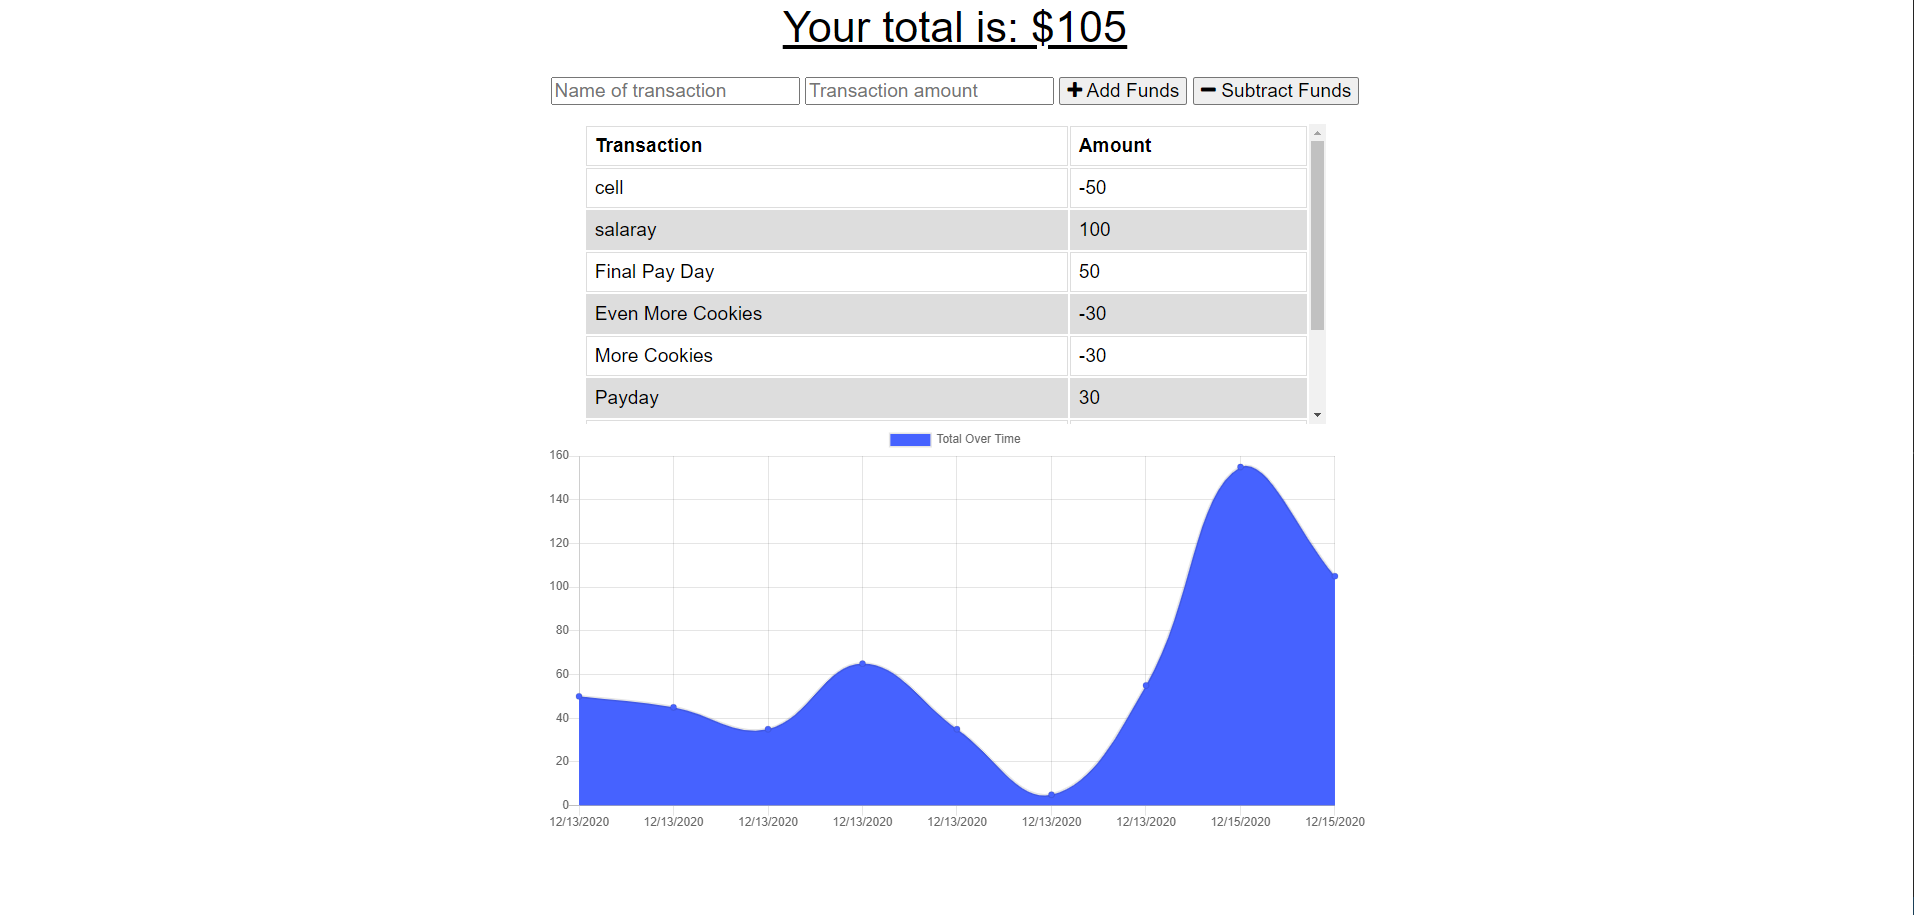 Your total is: $105
Name of transaction Transaction amount Add Funds Subtract Funds
Transaction Amount
cell -50
salaray 100
Final Pay Day 50
Even More Cookies -30
More Cookies -30
Payday 30
Total Over Time
160
140
120
100
80
60
40
20
0
12/13/2020 12/13/2020 12/13/2020 12/13/2020 12/13/2020 12/13/2020 12/13/2020 12/15/2020 12/15/2020